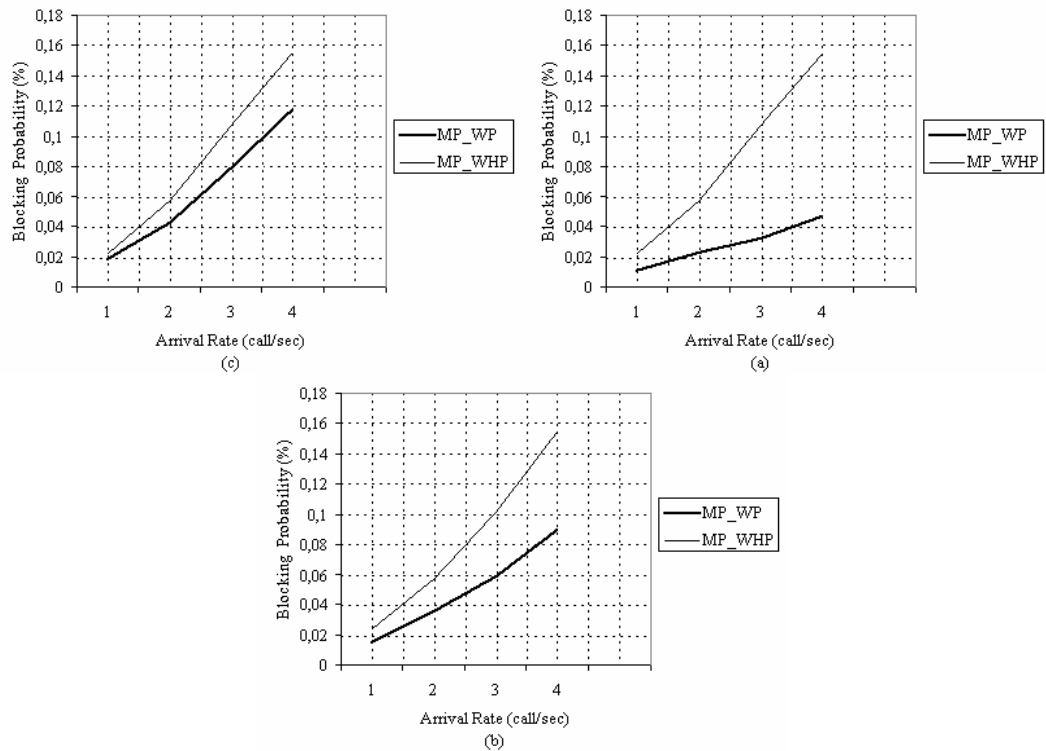 0,18
0,16
0,14
0,12
0,1
0,08
0,06
0,04
0,02
0
Blocking Probability (%)
1 2 3 4
Arrival Rate (call/sec)
(c)
MP_WP
MP_WHP
0,18
0,16
0,14
0,12
0,1
0,08
0,06
0,04
0,02
0
Blocking Probability (%)
1 2 3 4
Arrival Rate (call/sec)
(a)
MP_WP
MP_WHP
0,18
0,16
0,14
0,12
0,1
0,08
0,06
0,04
0,02
0
Blocking Probability (%)
1 2 3 4
Arrival Rate (call/sec)
(b)
MP_WP
MP_WHP